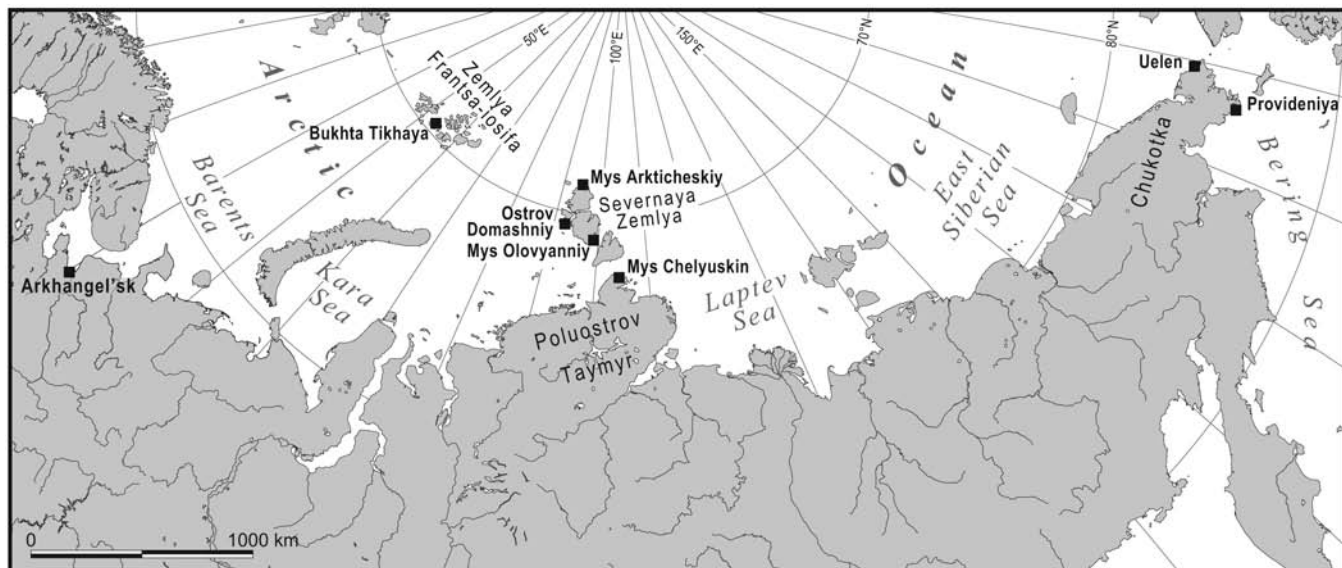 50°E
100°E
150°E
70°N
80°N
Arctic
Ocean
Uelen
Provideniya
Zemlya
Frantsa-Iosifa
Bukhta Tikhaya
Barents
Sea
Mys Arkticheskiy
Severnaya
Zemlya
Ostrov
Domashniy
Mys Olovyanniy
East
Siberian
Sea
Chukotka
Bering
Sea
Arkhangel'sk
Kara
Sea
Mys Chelyuskin
Laptev
Sea
Poluostrov
Taymyr
0 1000 km